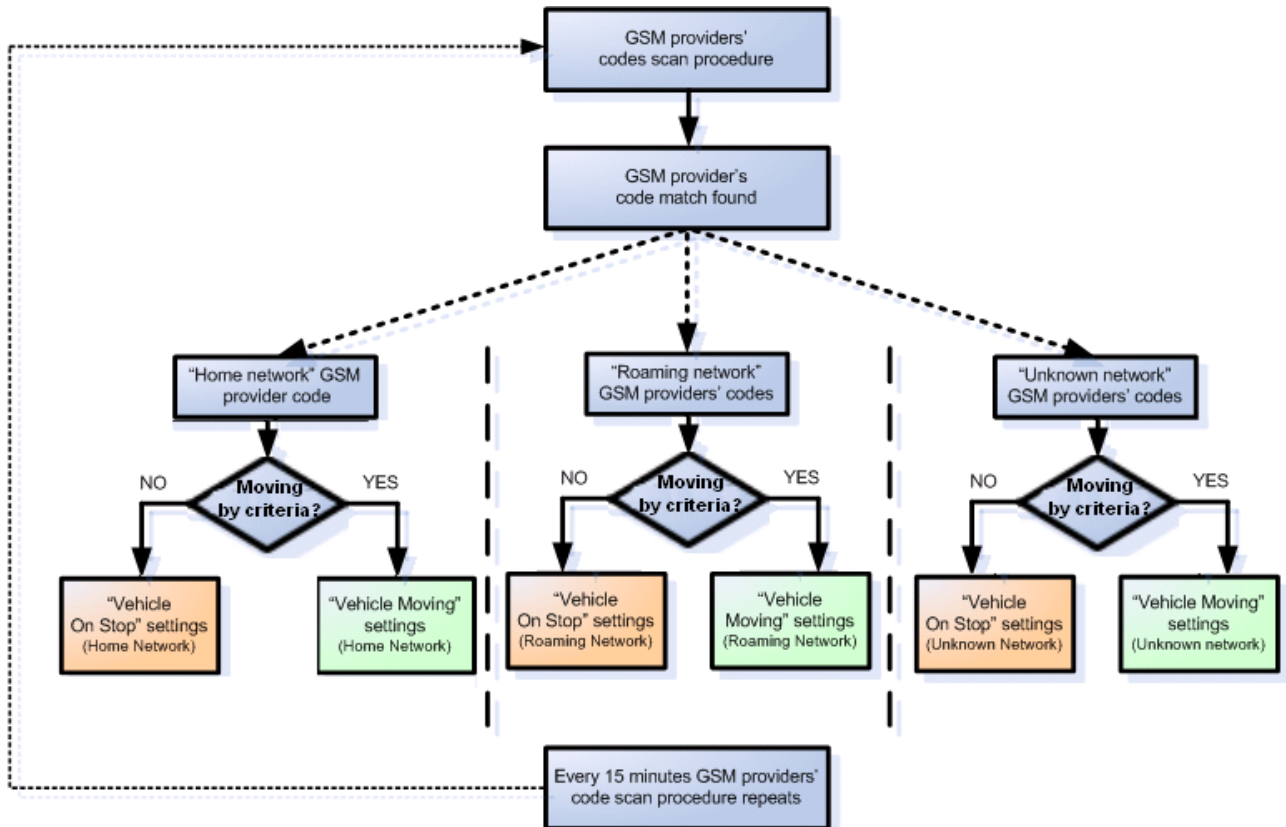 GSM providers'
codes scan procedure
GSM provider's
code match found
“Home network” GSM
provider code
“Roaming network”
GSM providers' codes
“Unknown network”
GSM providers' codes
NO
Moving
by criteria?
YES
NO
Moving
by criteria?
YES
NO
Moving
by criteria?
YES
“Vehicle
On Stop” settings
(Home Network)
“Vehicle Moving”
settings
(Home Network)
“Vehicle
On Stop” settings
(Roaming Network)
“Vehicle
Moving” settings
(Roaming Network)
“Vehicle
On Stop” settings
(Unknown Network)
“Vehicle Moving”
settings
(Unknown network)
Every 15 minutes GSM providers'
code scan procedure repeats